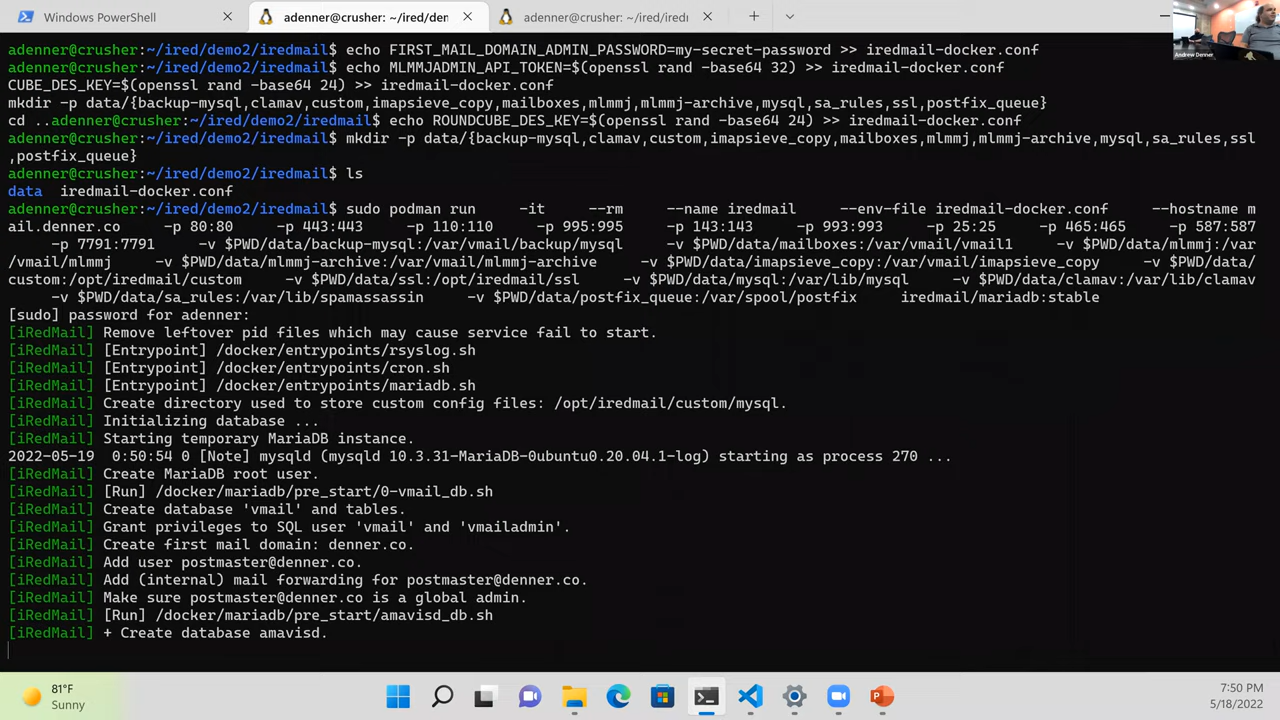 Windows PowerShell
adenner@crusher: ~/ired/den
adenner@crusher: ~/ired/iredi
Andrew Denner
adenner@crusher:~/ired/demo2/iredmail$ echo FIRST_MAIL_DOMAIN_ADMIN_PASSWORD=my-secret-password >> iredmail-docker.conf
adenner@crusher:~/ired/demo2/iredmail$ echo MLMMJADMIN_API_TOKEN=$(openssl rand -base64 32) >> iredmail-docker.conf
CUBE_DES_KEY=$(openssl rand -base64 24) >> iredmail-docker.conf
mkdir -p data/{backup-mysql,clamav,custom,imapsieve_copy,mailboxes,mlmmj,mlmmj-archive,mysql,sa_rules,ssl,postfix_queue}
cd ..adenner@crusher:~/ired/demo2/iredmail$ echo ROUNDCUBE_DES_KEY=$(openssl rand -base64 24) >> iredmail-docker.conf
adenner@crusher:~/ired/demo2/iredmail$ mkdir -p data/{backup-mysql,clamav,custom,imapsieve_copy,mailboxes,mlmmj,mlmmj-archive,mysql,sa_rules,ssl
,postfix_queue}
adenner@crusher:~/ired/demo2/iredmail$ ls
data  iredmail-docker.conf
adenner@crusher:~/ired/demo2/iredmail$ sudo podman run     -it     --rm     --name iredmail     --env-file iredmail-docker.conf     --hostname m
ail.denner.co     -p 80:80     -p 443:443     -p 110:110     -p 995:995     -p 143:143     -p 993:993     -p 25:25     -p 465:465     -p 587:587
     -p 7791:7791     -v $PWD/data/backup-mysql:/var/vmail/backup/mysql     -v $PWD/data/mailboxes:/var/vmail/vmail1     -v $PWD/data/mlmmj:/var
/vmail/mlmmj     -v $PWD/data/mlmmj-archive:/var/vmail/mlmmj-archive     -v $PWD/data/imapsieve_copy:/var/vmail/imapsieve_copy     -v $PWD/data/
custom:/opt/iredmail/custom     -v $PWD/data/ssl:/opt/iredmail/ssl     -v $PWD/data/mysql:/var/lib/mysql     -v $PWD/data/clamav:/var/lib/clamav
     -v $PWD/data/sa_rules:/var/lib/spamassassin     -v $PWD/data/postfix_queue:/var/spool/postfix     iredmail/mariadb:stable
[sudo] password for adenner:
[iRedMail] Remove leftover pid files which may cause service fail to start.
[iRedMail] [Entrypoint] /docker/entrypoints/rsyslog.sh
[iRedMail] [Entrypoint] /docker/entrypoints/cron.sh
[iRedMail] [Entrypoint] /docker/entrypoints/mariadb.sh
[iRedMail] Create directory used to store custom config files: /opt/iredmail/custom/mysql.
[iRedMail] Initializing database ...
[iRedMail] Starting temporary MariaDB instance.
2022-05-19  0:50:54 0 [Note] mysqld (mysqld 10.3.31-MariaDB-0ubuntu0.20.04.1-log) starting as process 270 ...
[iRedMail] Create MariaDB root user.
[iRedMail] [Run] /docker/mariadb/pre_start/0-vmail_db.sh
[iRedMail] Create database 'vmail' and tables.
[iRedMail] Grant privileges to SQL user 'vmail' and 'vmailadmin'.
[iRedMail] Create first mail domain: denner.co.
[iRedMail] Add user postmaster@denner.co.
[iRedMail] Add (internal) mail forwarding for postmaster@denner.co.
[iRedMail] Make sure postmaster@denner.co is a global admin.
[iRedMail] [Run] /docker/mariadb/pre_start/amavisd_db.sh
[iRedMail] + Create database amavisd.
81°F
Sunny
7:50 PM
5/18/2022